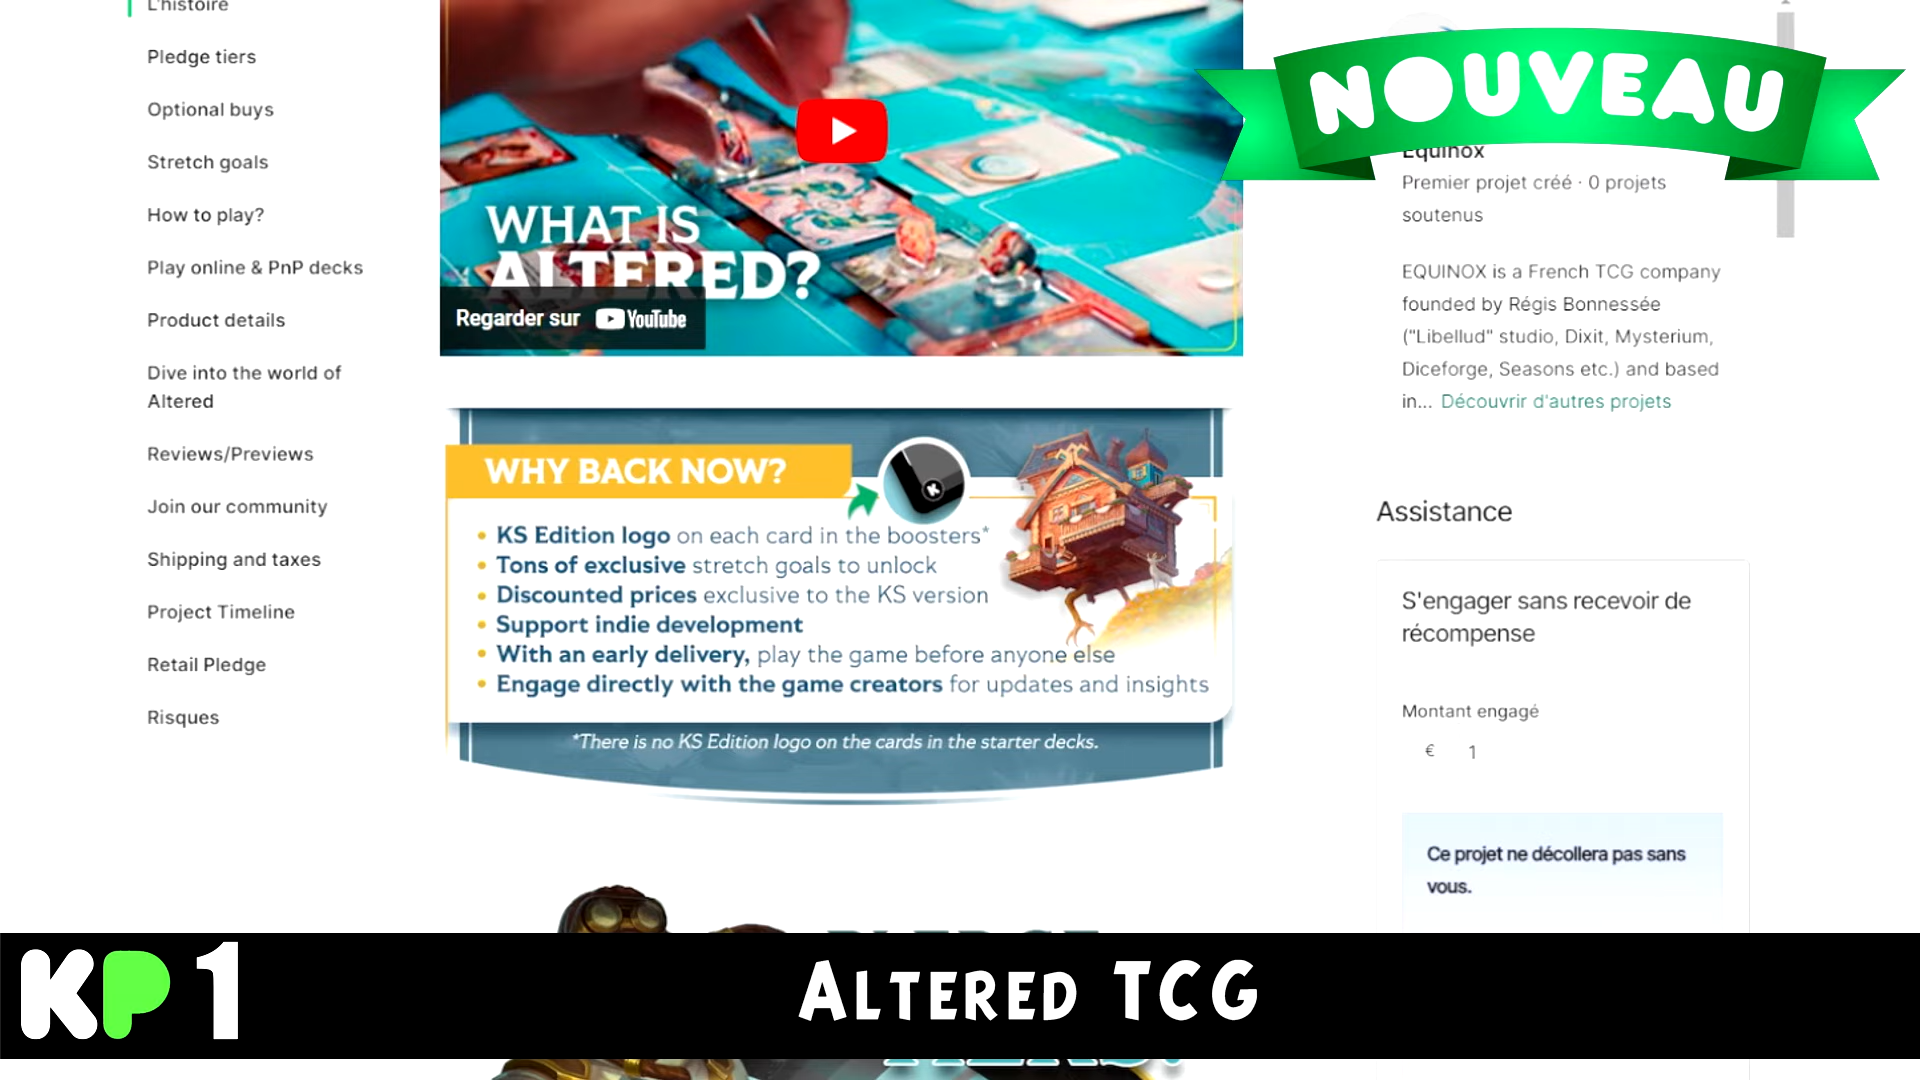 L'histoire
Pledge tiers
Optional buys
Stretch goals
How to play?
Play online & PnP decks
Product details
Dive into the world of
Altered
Reviews/Previews
Join our community
Shipping and taxes
Project Timeline
Retail Pledge
Risques
WHAT IS
ALTERED?
Regarder sur YouTube
WHY BACK NOW?
K
• KS Edition logo on each card in the boosters*
• Tons of exclusive stretch goals to unlock
• Discounted prices exclusive to the KS version
• Support indie development
• With an early delivery, play the game before anyone else
• Engage directly with the game creators for updates and insights
*There is no KS Edition logo on the cards in the starter decks.
NOUVEAU
Equinox
Premier projet créé · 0 projets
soutenus
EQUINOX is a French TCG company
founded by Régis Bonnessée
("Libellud" studio, Dixit, Mysterium,
Diceforge, Seasons etc.) and based
in... Découvrir d'autres projets
Assistance
S'engager sans recevoir de
récompense
Montant engagé
€ 1
Ce projet ne décollera pas sans
vous.
KP 1
ALTERED TCG